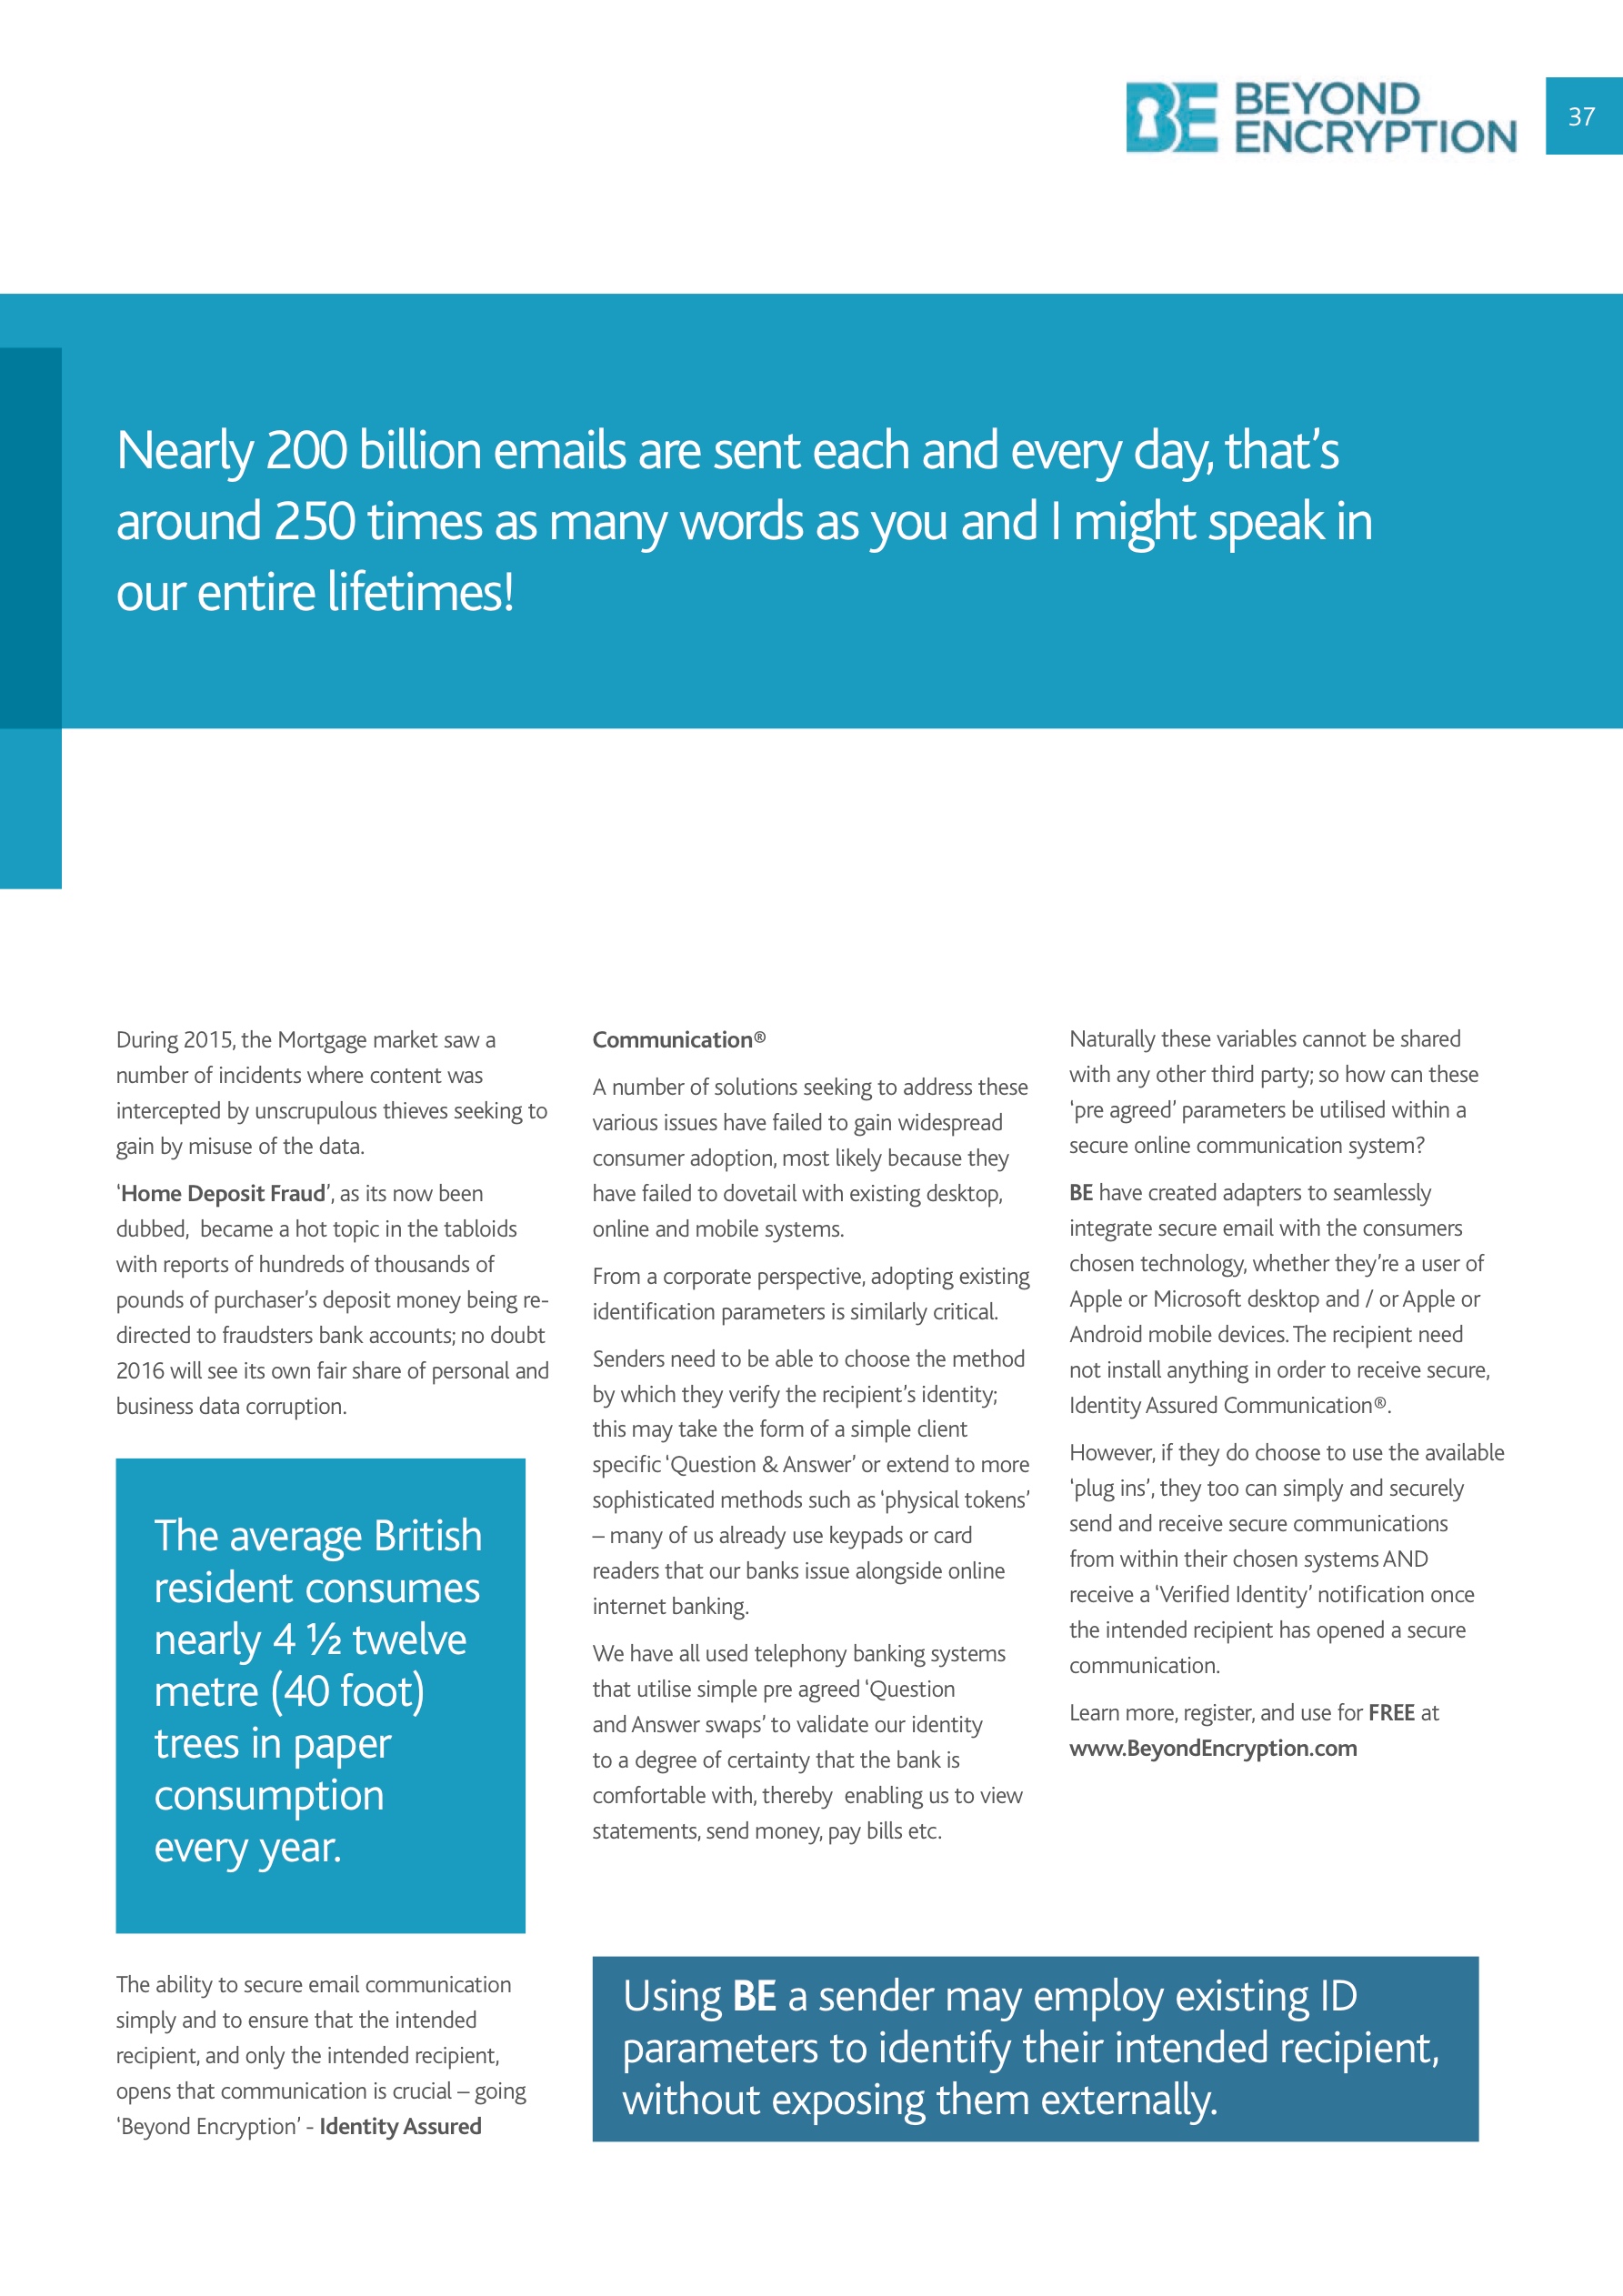 BE BEYOND
ENCRYPTION
37
Nearly 200 billion emails are sent each and every day, that’s
around 250 times as many words as you and I might speak in
our entire lifetimes!
During 2015, the Mortgage market saw a
number of incidents where content was
intercepted by unscrupulous thieves seeking to
gain by misuse of the data.
‘Home Deposit Fraud’, as its now been
dubbed,  became a hot topic in the tabloids
with reports of hundreds of thousands of
pounds of purchaser’s deposit money being re-
directed to fraudsters bank accounts; no doubt
2016 will see its own fair share of personal and
business data corruption.
The average British
resident consumes
nearly 4 ½ twelve
metre (40 foot)
trees in paper
consumption
every year.
The ability to secure email communication
simply and to ensure that the intended
recipient, and only the intended recipient,
opens that communication is crucial – going
‘Beyond Encryption’ - Identity Assured
Communication®
A number of solutions seeking to address these
various issues have failed to gain widespread
consumer adoption, most likely because they
have failed to dovetail with existing desktop,
online and mobile systems.
From a corporate perspective, adopting existing
identification parameters is similarly critical.
Senders need to be able to choose the method
by which they verify the recipient’s identity;
this may take the form of a simple client
specific ‘Question & Answer’ or extend to more
sophisticated methods such as ‘physical tokens’
– many of us already use keypads or card
readers that our banks issue alongside online
internet banking.
We have all used telephony banking systems
that utilise simple pre agreed ‘Question
and Answer swaps’ to validate our identity
to a degree of certainty that the bank is
comfortable with, thereby  enabling us to view
statements, send money, pay bills etc.
Naturally these variables cannot be shared
with any other third party; so how can these
‘pre agreed’ parameters be utilised within a
secure online communication system?
BE have created adapters to seamlessly
integrate secure email with the consumers
chosen technology, whether they’re a user of
Apple or Microsoft desktop and / or Apple or
Android mobile devices. The recipient need
not install anything in order to receive secure,
Identity Assured Communication®.
However, if they do choose to use the available
‘plug ins’, they too can simply and securely
send and receive secure communications
from within their chosen systems AND
receive a ‘Verified Identity’ notification once
the intended recipient has opened a secure
communication.
Learn more, register, and use for FREE at
www.BeyondEncryption.com
Using BE a sender may employ existing ID
parameters to identify their intended recipient,
without exposing them externally.